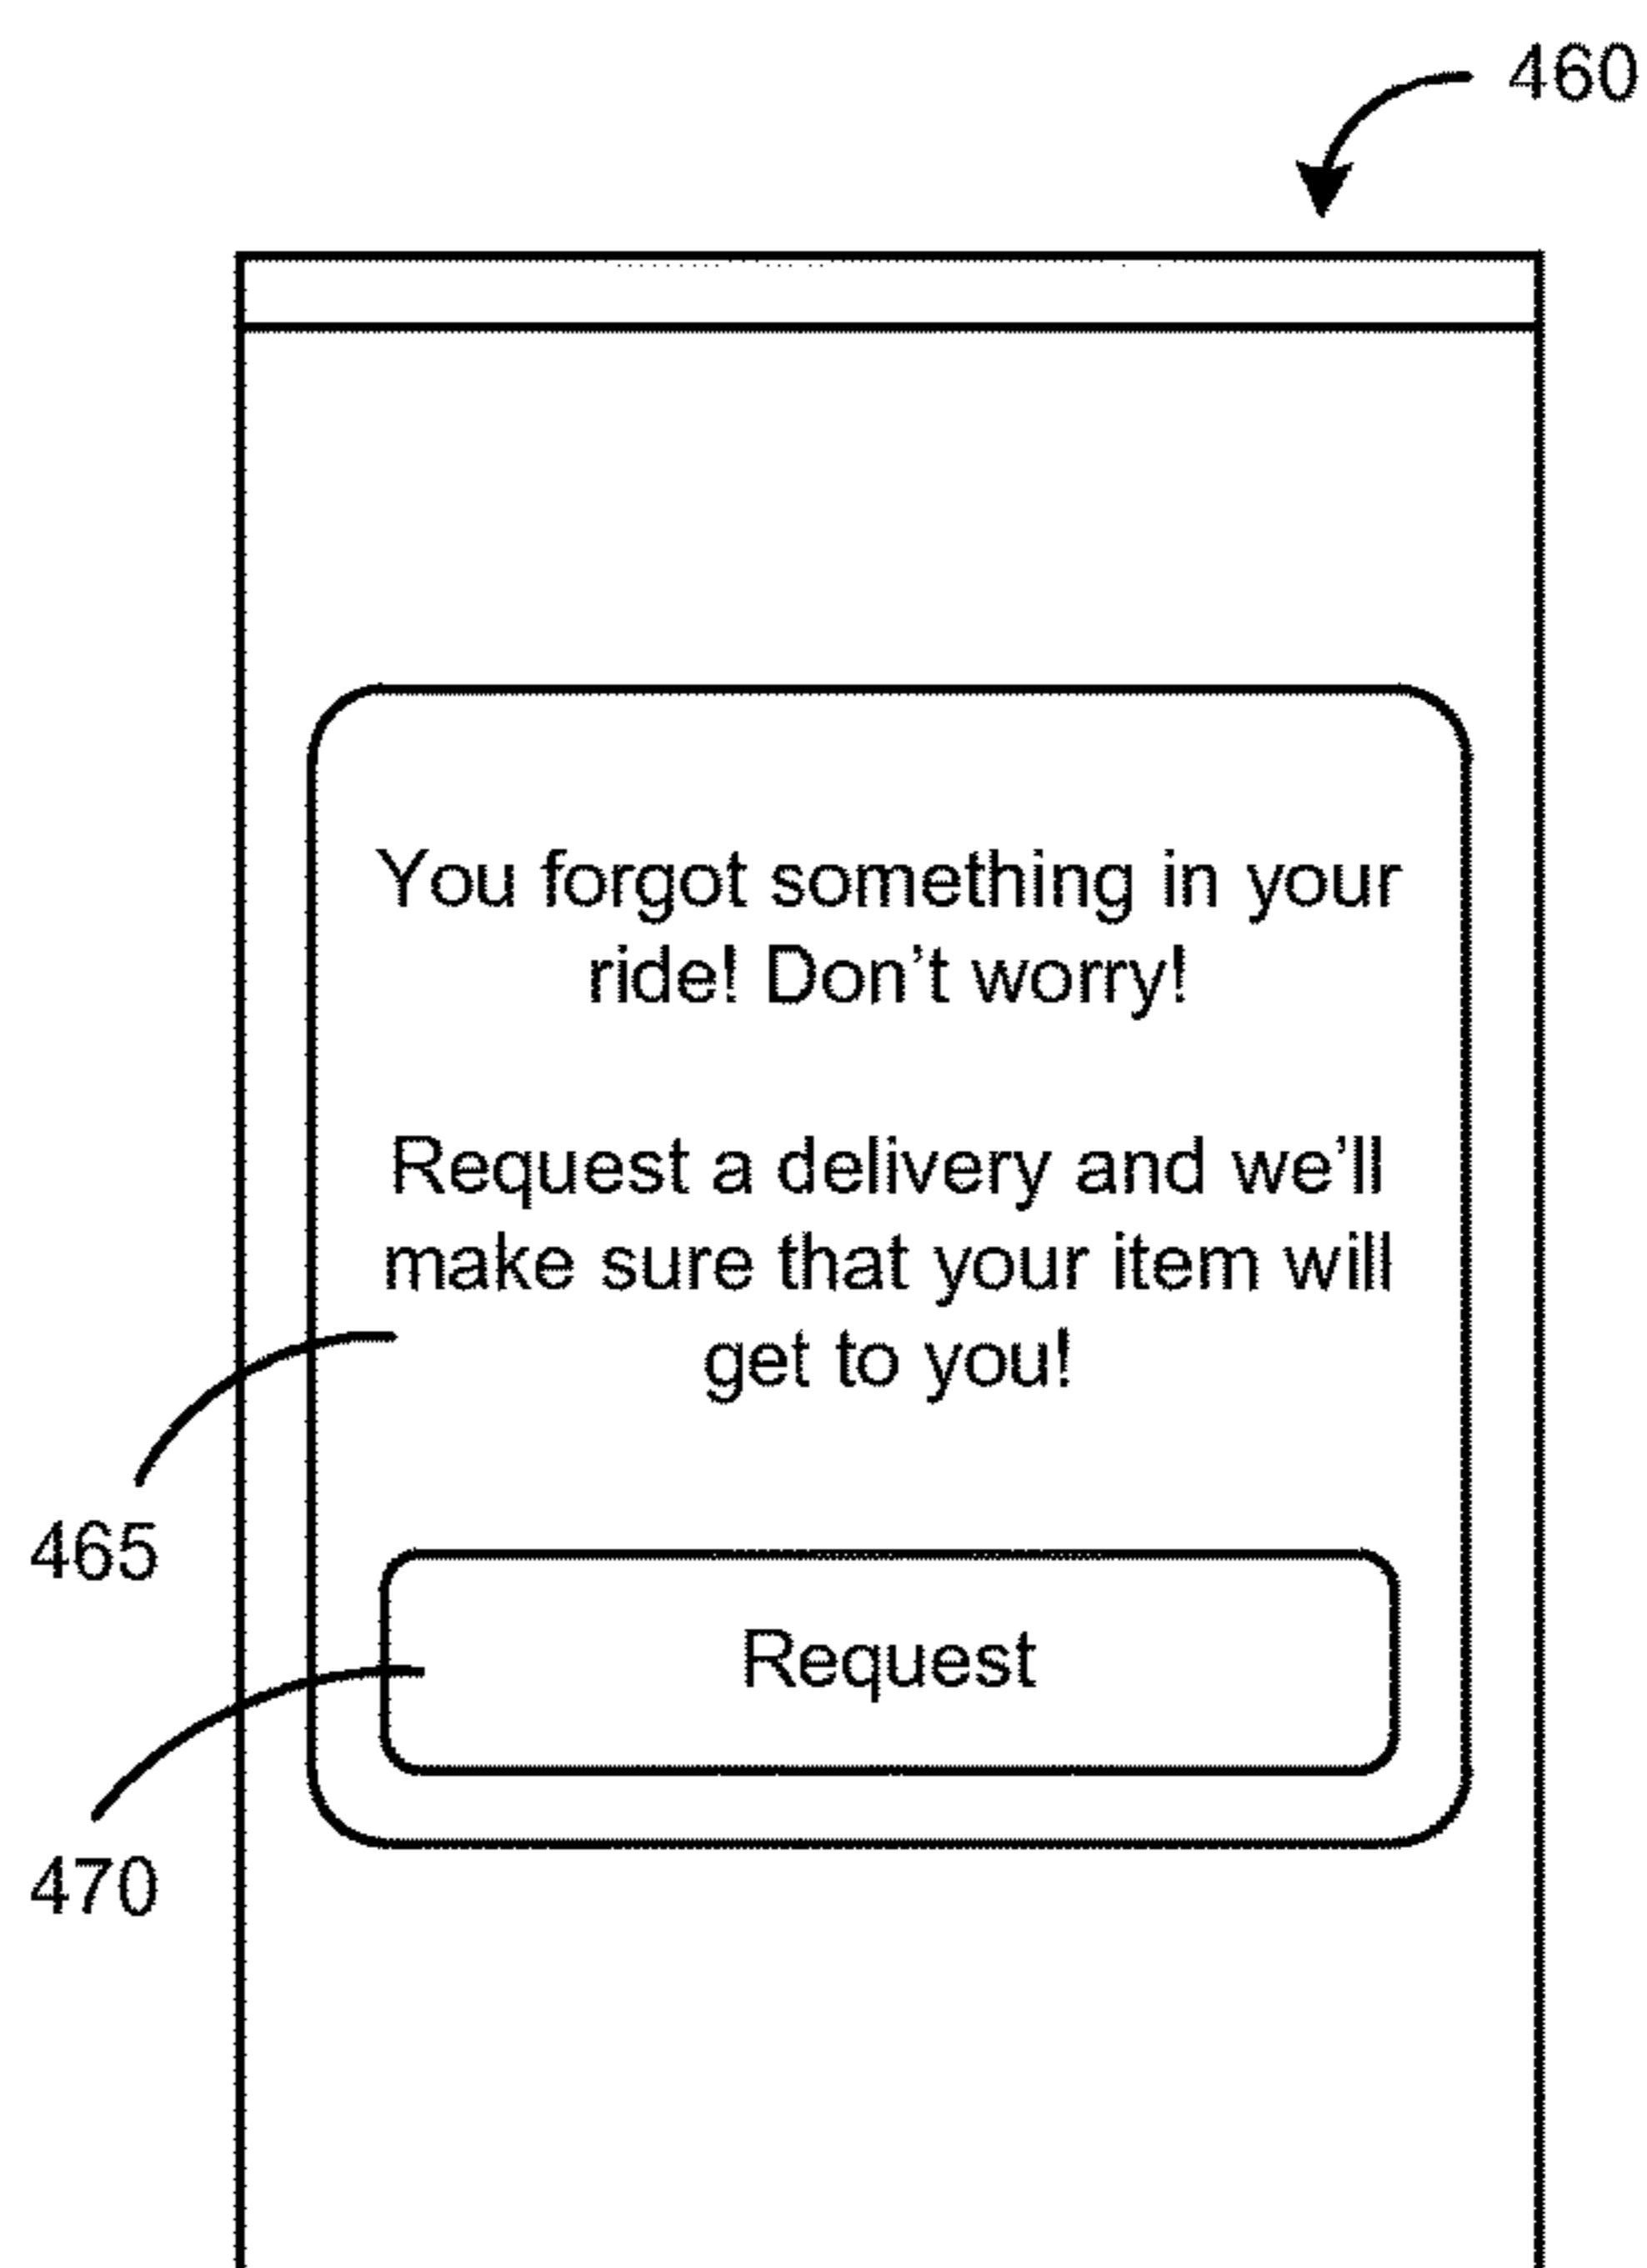 460
You forgot something in your
ride! Don't worry!
Request a delivery and we'll
make sure that your item will
get to you!
465
Request
470